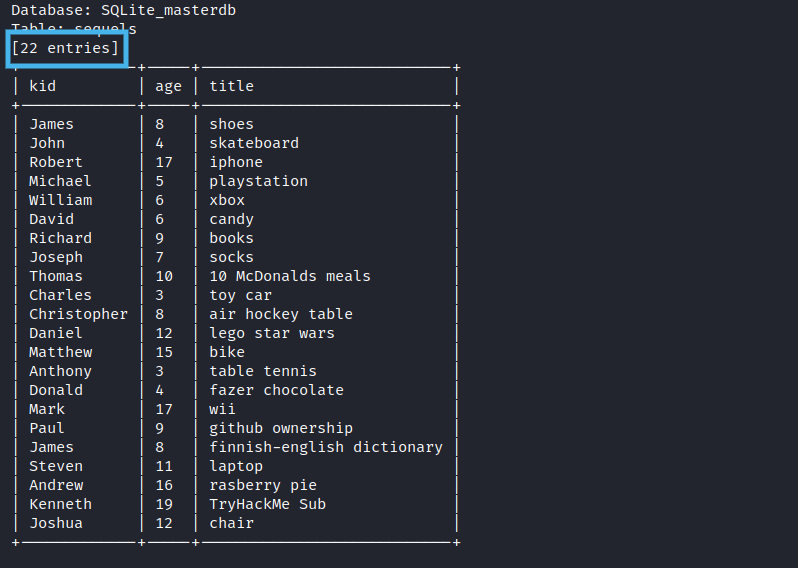 Database: SQLite_masterdb
Table: sequels
[22 entries]
+-------------+-----+----------------------------+
| kid         | age | title                      |
+-------------+-----+----------------------------+
| James       | 8   | shoes                      |
| John        | 4   | skateboard                 |
| Robert      | 17  | iphone                     |
| Michael     | 5   | playstation                |
| William     | 6   | xbox                       |
| David       | 6   | candy                      |
| Richard     | 9   | books                      |
| Joseph      | 7   | socks                      |
| Thomas      | 10  | 10 McDonalds meals         |
| Charles     | 3   | toy car                    |
| Christopher | 8   | air hockey table           |
| Daniel      | 12  | lego star wars             |
| Matthew     | 15  | bike                       |
| Anthony     | 3   | table tennis               |
| Donald      | 4   | fazer chocolate            |
| Mark        | 17  | wii                        |
| Paul        | 9   | github ownership           |
| James       | 8   | finnish-english dictionary |
| Steven      | 11  | laptop                     |
| Andrew      | 16  | rasberry pie               |
| Kenneth     | 19  | TryHackMe Sub              |
| Joshua      | 12  | chair                      |
+-------------+-----+----------------------------+